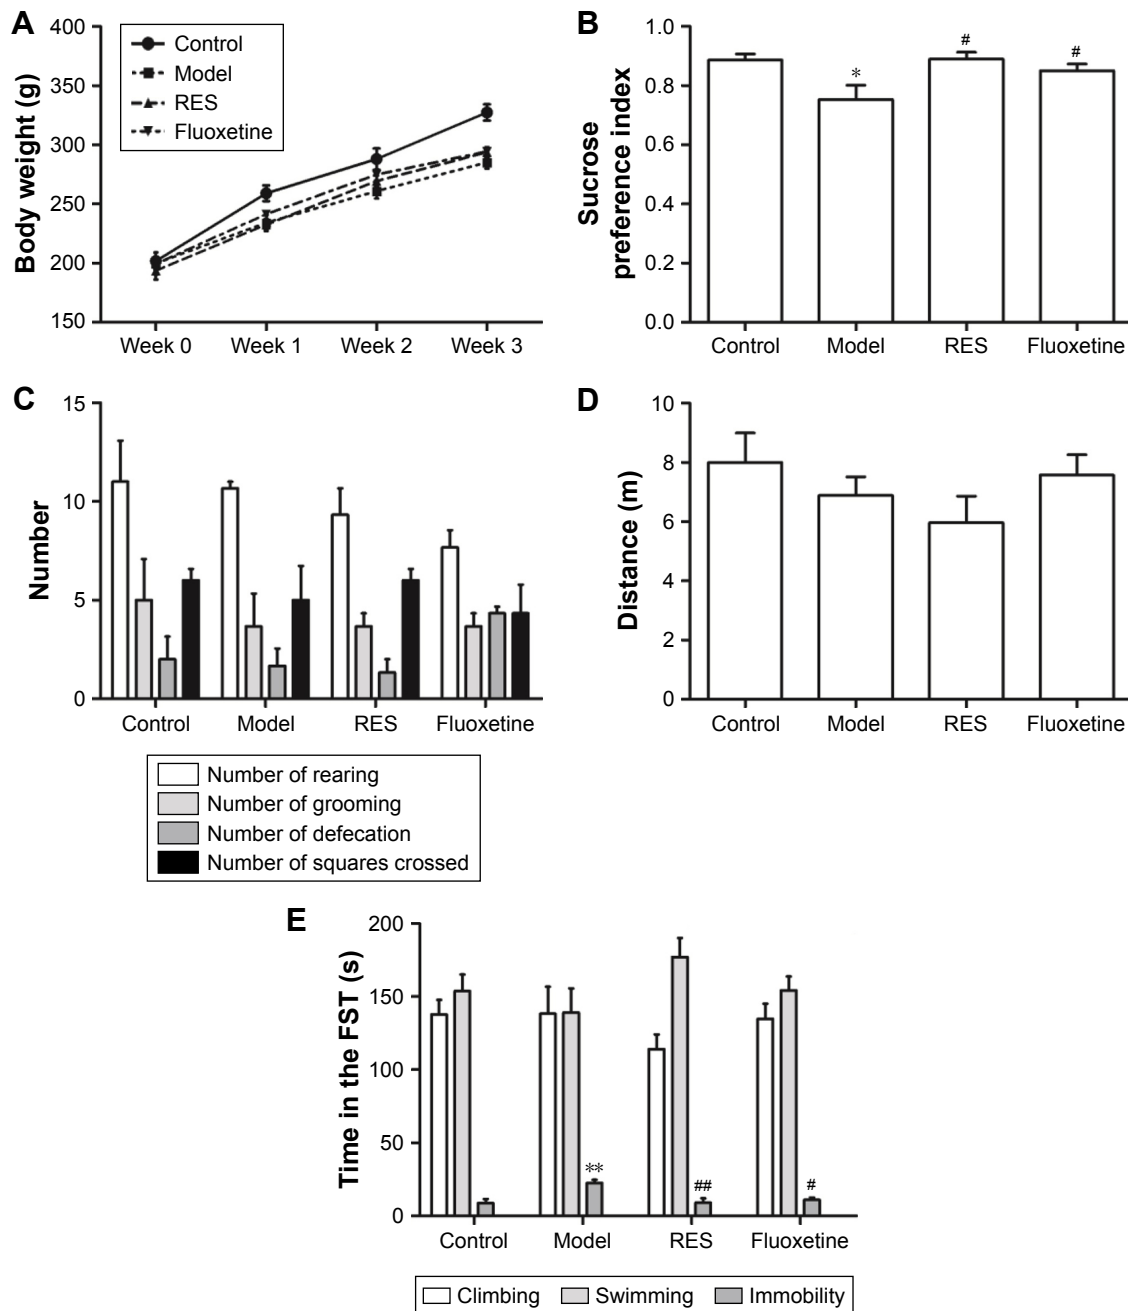 A
Body weight (g)
400
350
300
250
200
150
Control
Model
RES
Fluoxetine
Week 0 Week 1 Week 2 Week 3
B
Sucrose
preference index
1.0
0.8
0.6
0.4
0.2
0.0
*
#
#
Control Model RES Fluoxetine
C
Number
15
10
5
0
Control Model RES Fluoxetine
Number of rearing
Number of grooming
Number of defecation
Number of squares crossed
D
Distance (m)
10
8
6
4
2
0
Control Model RES Fluoxetine
E
Time in the FST (s)
200
150
100
50
0
**
##
#
Control Model RES Fluoxetine
Climbing Swimming Immobility